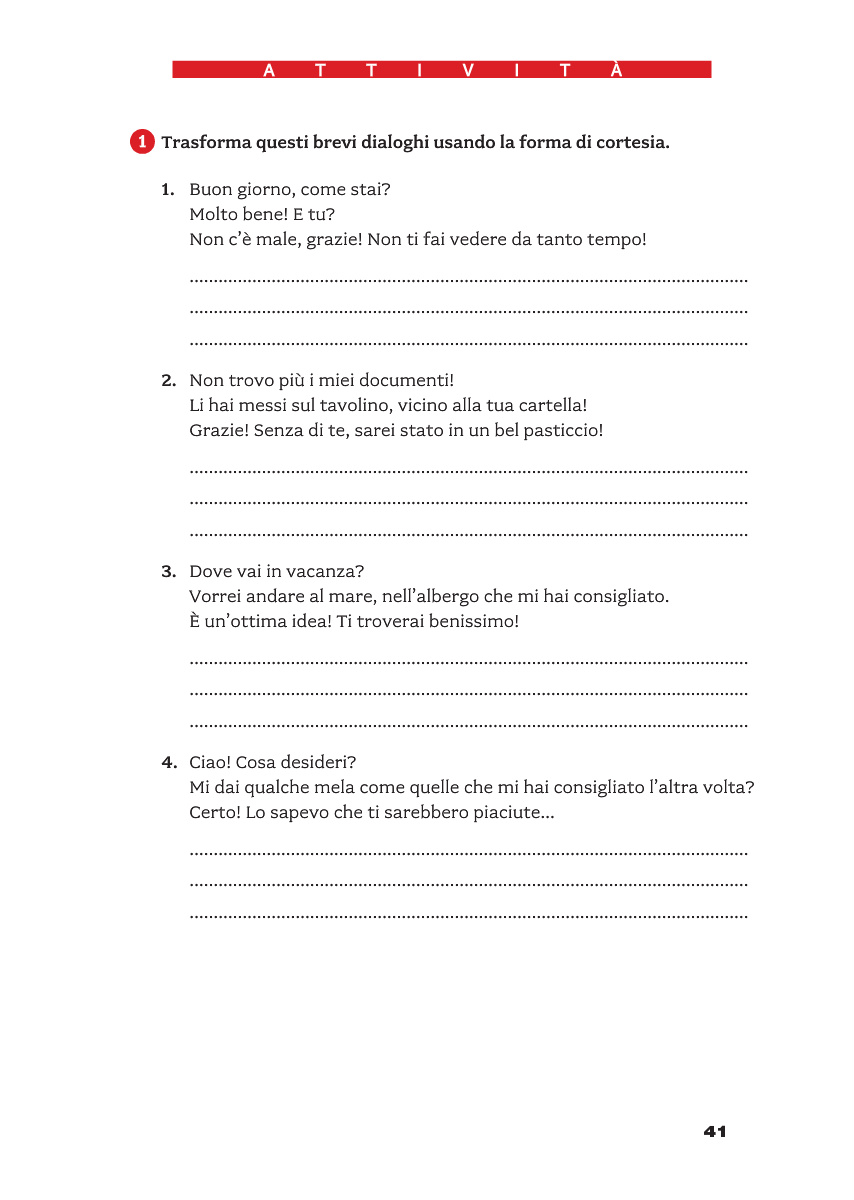 ATTIVITÀ
1 Trasforma questi brevi dialoghi usando la forma di cortesia.
1. Buon giorno, come stai?
Molto bene! E tu?
Non c’è male, grazie! Non ti fai vedere da tanto tempo!
2. Non trovo più i miei documenti!
Li hai messi sul tavolino, vicino alla tua cartella!
Grazie! Senza di te, sarei stato in un bel pasticcio!
3. Dove vai in vacanza?
Vorrei andare al mare, nell’albergo che mi hai consigliato.
È un’ottima idea! Ti troverai benissimo!
4. Ciao! Cosa desideri?
Mi dai qualche mela come quelle che mi hai consigliato l’altra volta?
Certo! Lo sapevo che ti sarebbero piaciute...
41